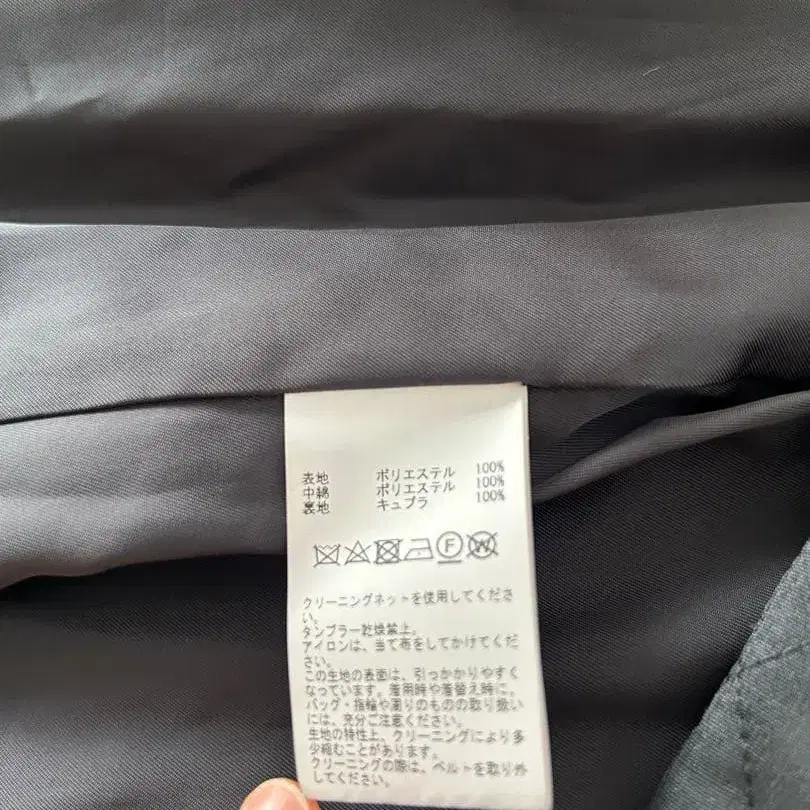 表地 ポリエステル 100%
中綿 ポリエステル 100%
裏地 キュプラ 100%
F W
クリーニングネットを使用してくださ
い。
タンブラー乾燥禁止。
アイロンは、当て布をしてかけてくだ
さい。
この生地の表面は、引っかかりやすく
なっています。着用時や着替え時に、
バッグ・指輪や周りのものの取り扱い
には、充分ご注意ください。
生地の特性上、クリーニングにより多
少縮むことがあります。
クリーニングの際は、ベルトを取り外
してください。